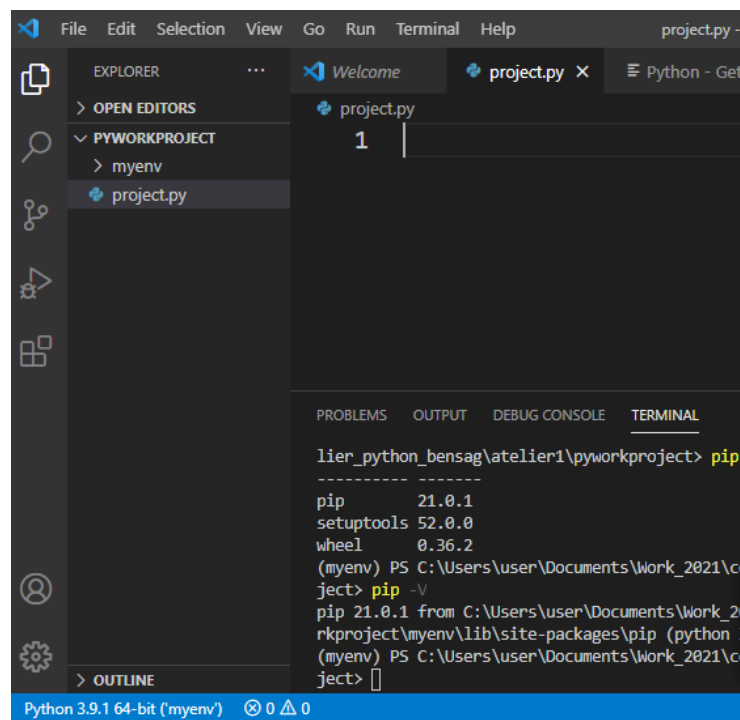 File Edit Selection View Go Run Terminal Help project.py -
EXPLORER ...
Welcome project.py Python - Get
OPEN EDITORS
project.py
PYWORKPROJECT
1
myenv
project.py
PROBLEMS OUTPUT DEBUG CONSOLE TERMINAL
lier_python_bensag\atelier1\pyworkproject> pip
---------- -------
pip 21.0.1
setuptools 52.0.0
wheel 0.36.2
(myenv) PS C:\Users\user\Documents\Work_2021\c
ject> pip -V
pip 21.0.1 from C:\Users\user\Documents\Work_2
rkproject\myenv\lib\site-packages\pip (python
(myenv) PS C:\Users\user\Documents\Work_2021\c
ject>
OUTLINE
Python 3.9.1 64-bit ('myenv') 0 0